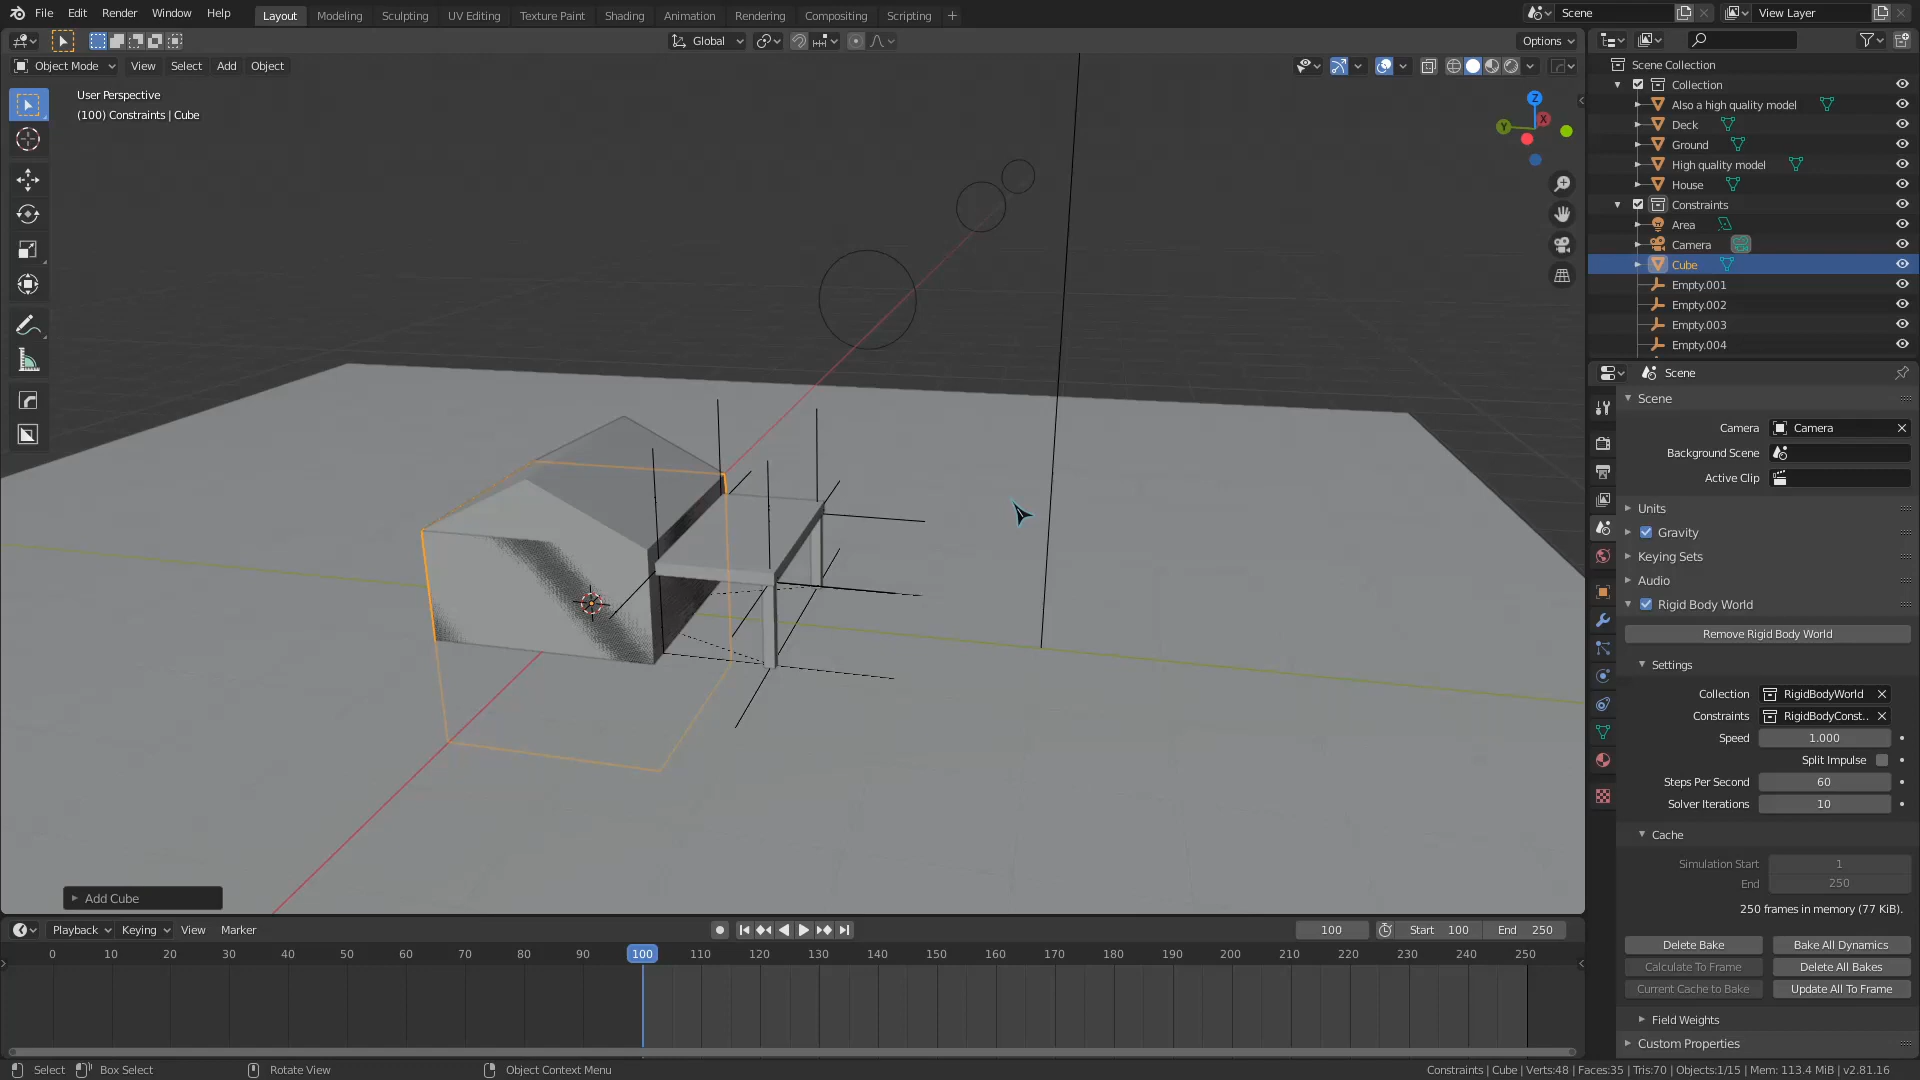 File Edit Render Window Help
Layout Modeling Sculpting UV Editing Texture Paint Shading Animation Rendering Compositing Scripting +
Scene
View Layer
Global
Options
Object Mode View Select Add Object
User Perspective
(100) Constraints | Cube
Z
Y
X
Scene Collection
Collection
Also a high quality model
Deck
Ground
High quality model
House
Constraints
Area
Camera
Cube
Empty.001
Empty.002
Empty.003
Empty.004
Scene
Scene
Camera Camera
Background Scene
Active Clip
Units
Gravity
Keying Sets
Audio
Rigid Body World
Remove Rigid Body World
Settings
Collection RigidBodyWorld
Constraints RigidBodyConst..
Speed 1.000
Split Impulse
Steps Per Second 60
Solver Iterations 10
Cache
Simulation Start 1
End 250
250 frames in memory (77 KiB).
Delete Bake Bake All Dynamics
Calculate To Frame Delete All Bakes
Current Cache to Bake Update All To Frame
Field Weights
Custom Properties
Add Cube
Playback Keying View Marker
100 Start 100 End 250
0 10 20 30 40 50 60 70 80 90 100 110 120 130 140 150 160 170 180 190 200 210 220 230 240 250
Select Box Select Rotate View Object Context Menu
Constraints | Cube | Verts:48 | Faces:35 | Tris:70 | Objects:1/15 | Mem: 113.4 MiB | v2.81.16